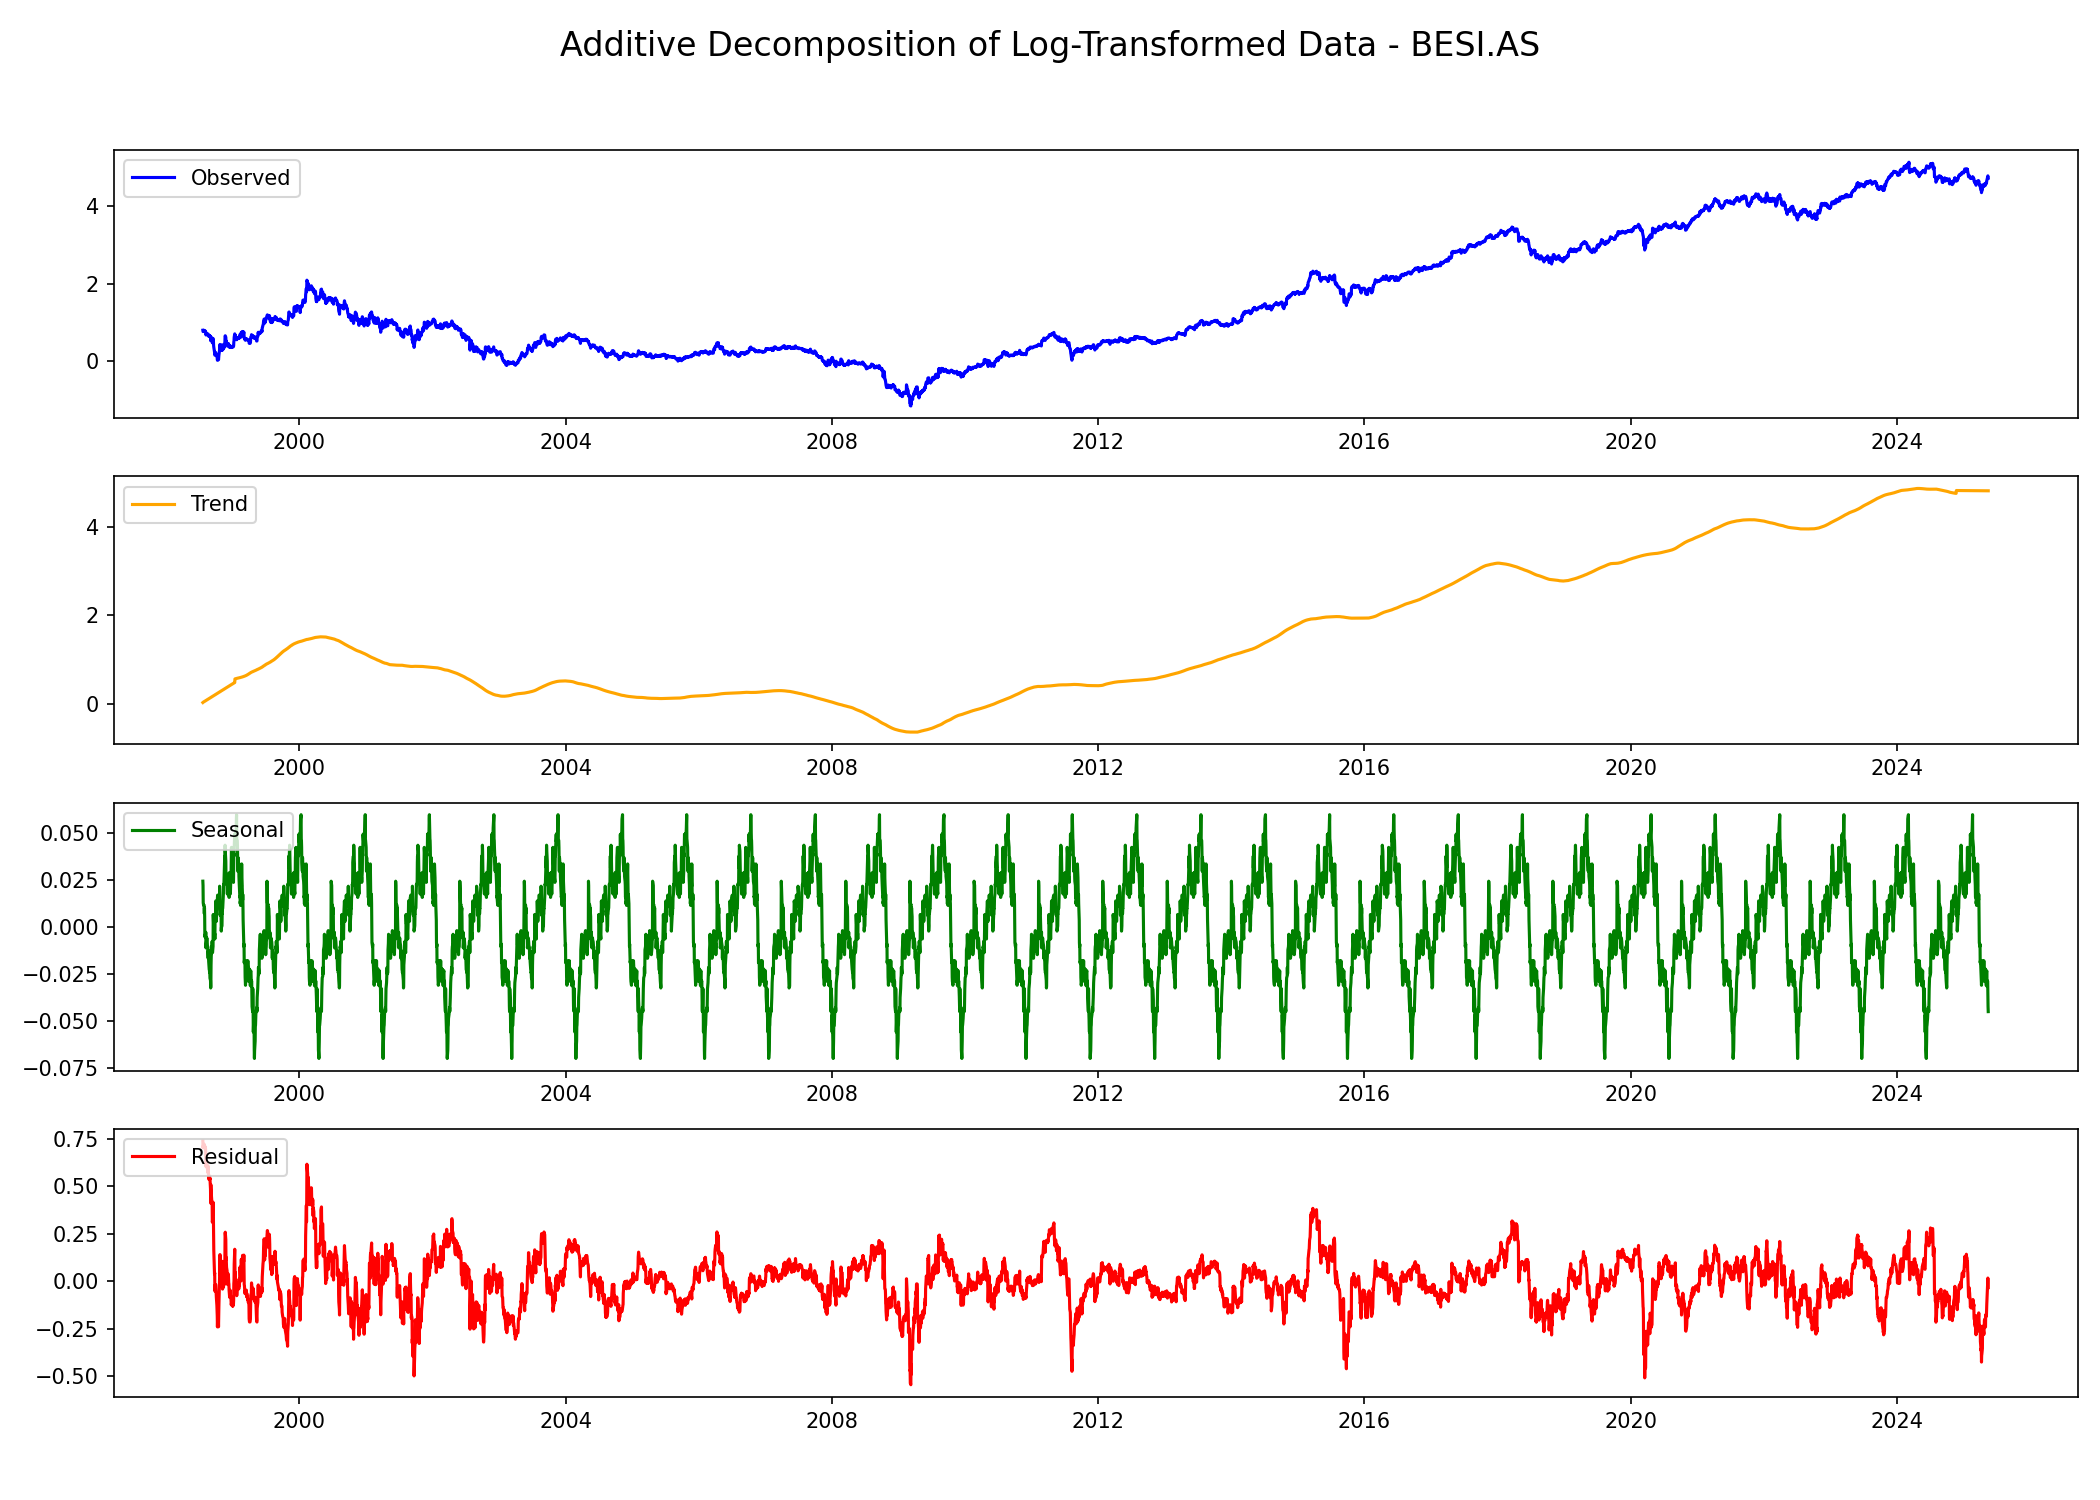 Additive Decomposition of Log-Transformed Data - BESI.AS
Observed
4
2
0
2000 2004 2008 2012 2016 2020 2024
Trend
4
2
0
2000 2004 2008 2012 2016 2020 2024
Seasonal
0.050
0.025
0.000
−0.025
−0.050
−0.075
2000 2004 2008 2012 2016 2020 2024
Residual
0.75
0.50
0.25
0.00
−0.25
−0.50
2000 2004 2008 2012 2016 2020 2024